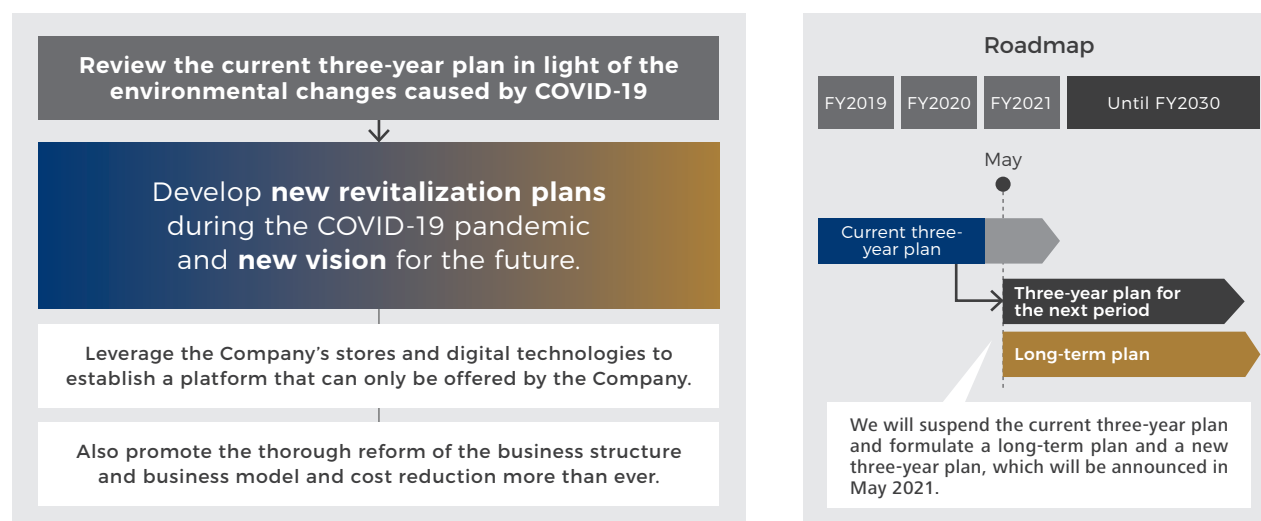 Review the current three-year plan in light of the
environmental changes caused by COVID-19
Develop new revitalization plans
during the COVID-19 pandemic
and new vision for the future.
Leverage the Company’s stores and digital technologies to
establish a platform that can only be offered by the Company.
Also promote the thorough reform of the business structure
and business model and cost reduction more than ever.
Roadmap
FY2019
FY2020
FY2021
Until FY2030
May
Current three-
year plan
Three-year plan for
the next period
Long-term plan
We will suspend the current three-year plan
and formulate a long-term plan and a new
three-year plan, which will be announced in
May 2021.